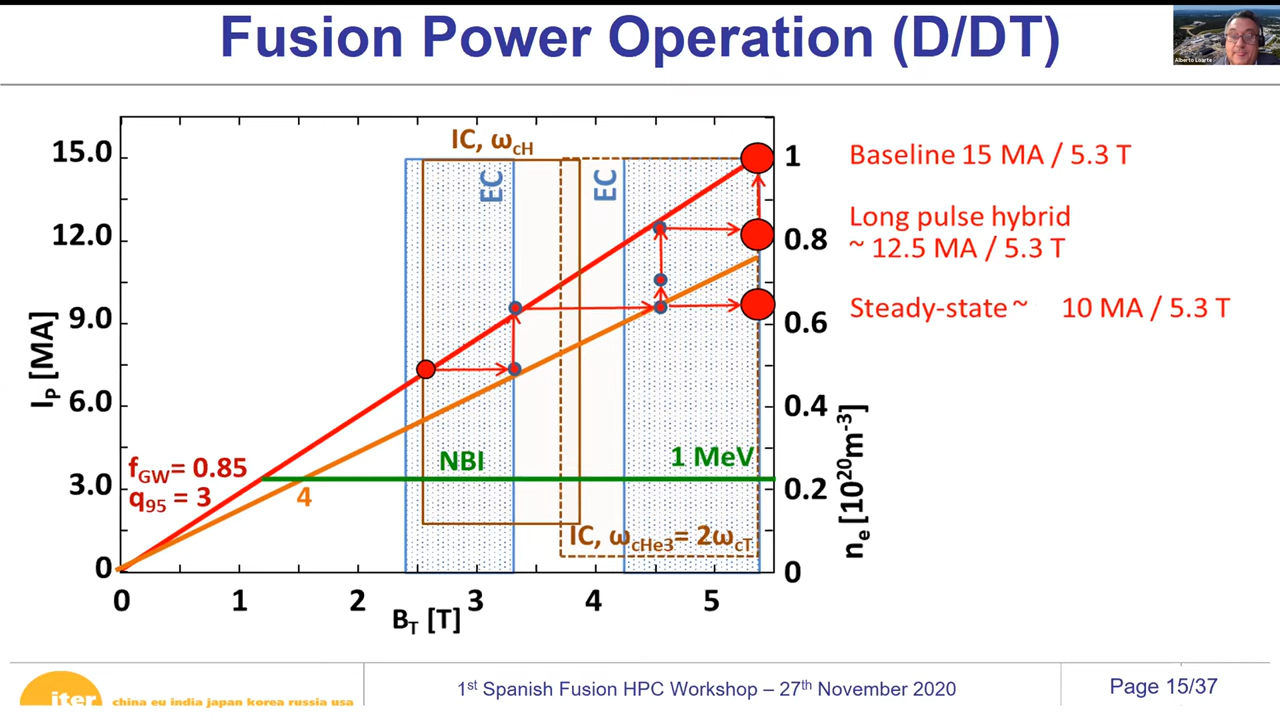 Fusion Power Operation (D/DT)
Alberto Loarte
IC, ωcH
EC
EC
15.0
12.0
9.0
6.0
3.0
0
IP [MA]
1
0.8
0.6
0.4
0.2
0
ne [10²⁰m⁻³]
Baseline 15 MA / 5.3 T
Long pulse hybrid
~ 12.5 MA / 5.3 T
Steady-state ~ 10 MA / 5.3 T
NBI
1 MeV
fGW= 0.85
q95 = 3
4
IC, ωcHe3= 2ωcT
0 1 2 3 4 5
BT [T]
iter
china eu india japan korea russia usa
1st Spanish Fusion HPC Workshop – 27th November 2020
Page 15/37